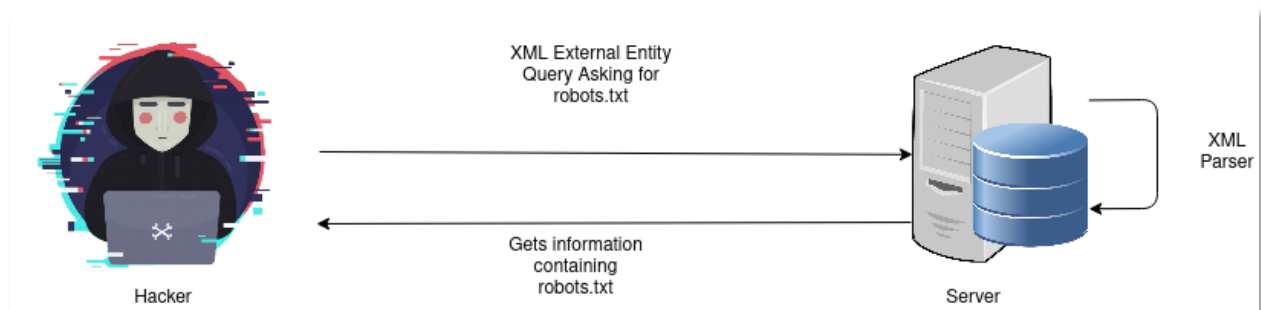 XML External Entity
Query Asking for
robots.txt
XML
Parser
Gets information
containing
robots.txt
Hacker
Server